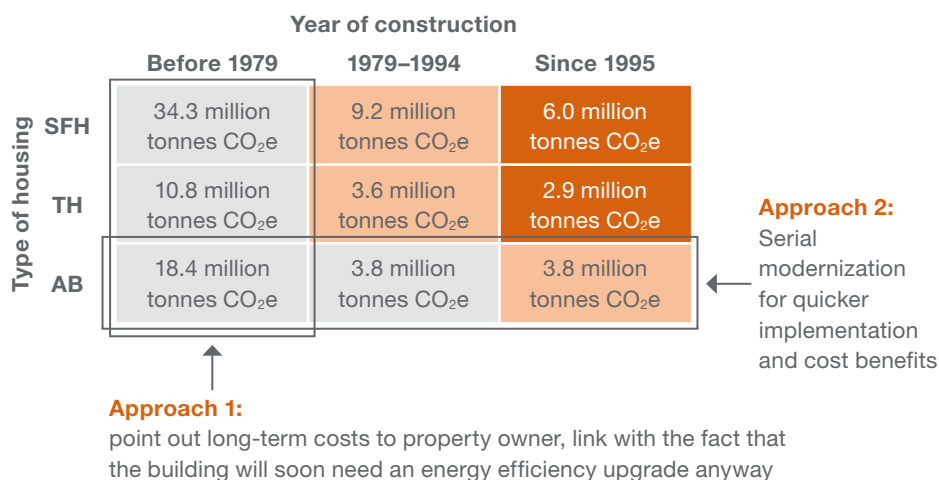 Year of construction
Before 1979
1979–1994
Since 1995
Type of housing
SFH
34.3 million
tonnes CO₂e
9.2 million
tonnes CO₂e
6.0 million
tonnes CO₂e
TH
10.8 million
tonnes CO₂e
3.6 million
tonnes CO₂e
2.9 million
tonnes CO₂e
AB
18.4 million
tonnes CO₂e
3.8 million
tonnes CO₂e
3.8 million
tonnes CO₂e
Approach 2:
Serial
modernization
for quicker
implementation
and cost benefits
Approach 1:
point out long-term costs to property owner, link with the fact that
the building will soon need an energy efficiency upgrade anyway